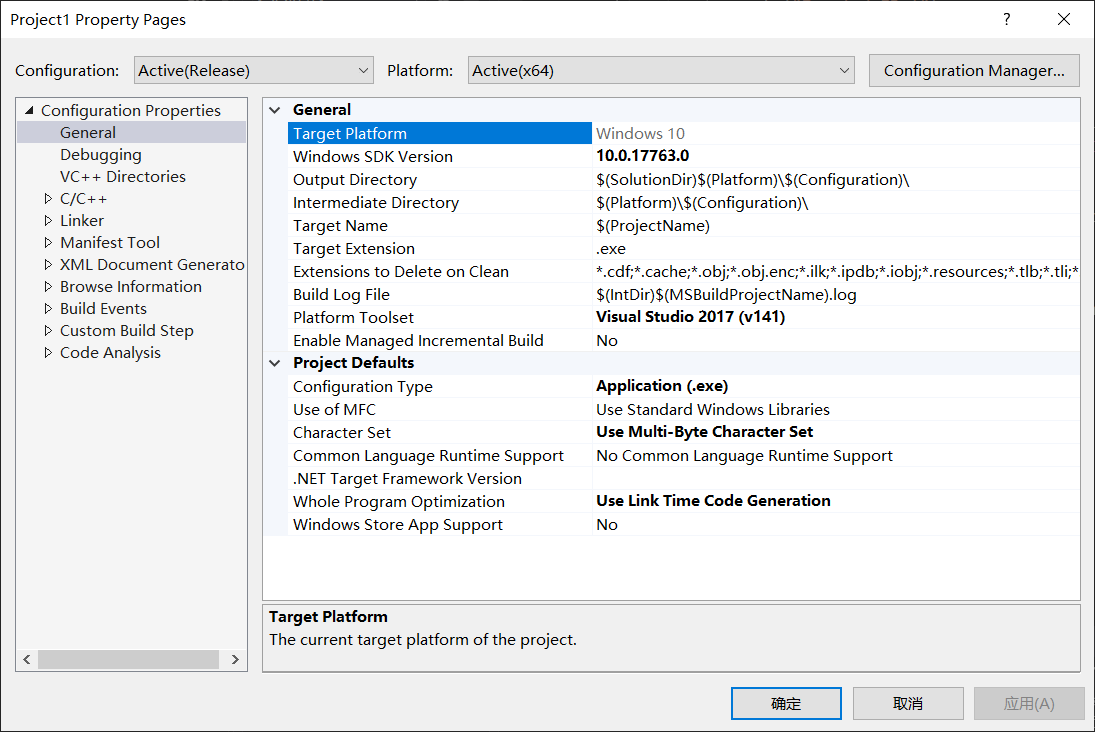 Project1 Property Pages
?
Configuration: Active(Release) Platform: Active(x64) Configuration Manager...
Configuration Properties
General
Debugging
VC++ Directories
C/C++
Linker
Manifest Tool
XML Document Generato
Browse Information
Build Events
Custom Build Step
Code Analysis
General
Target Platform Windows 10
Windows SDK Version 10.0.17763.0
Output Directory $(SolutionDir)$(Platform)\$(Configuration)\
Intermediate Directory $(Platform)\$(Configuration)\
Target Name $(ProjectName)
Target Extension .exe
Extensions to Delete on Clean *.cdf;*.cache;*.obj;*.obj.enc;*.ilk;*.ipdb;*.iobj;*.resources;*.tlb;*.tli;*
Build Log File $(IntDir)$(MSBuildProjectName).log
Platform Toolset Visual Studio 2017 (v141)
Enable Managed Incremental Build No
Project Defaults
Configuration Type Application (.exe)
Use of MFC Use Standard Windows Libraries
Character Set Use Multi-Byte Character Set
Common Language Runtime Support No Common Language Runtime Support
.NET Target Framework Version
Whole Program Optimization Use Link Time Code Generation
Windows Store App Support No
Target Platform
The current target platform of the project.
确定 取消 应用(A)